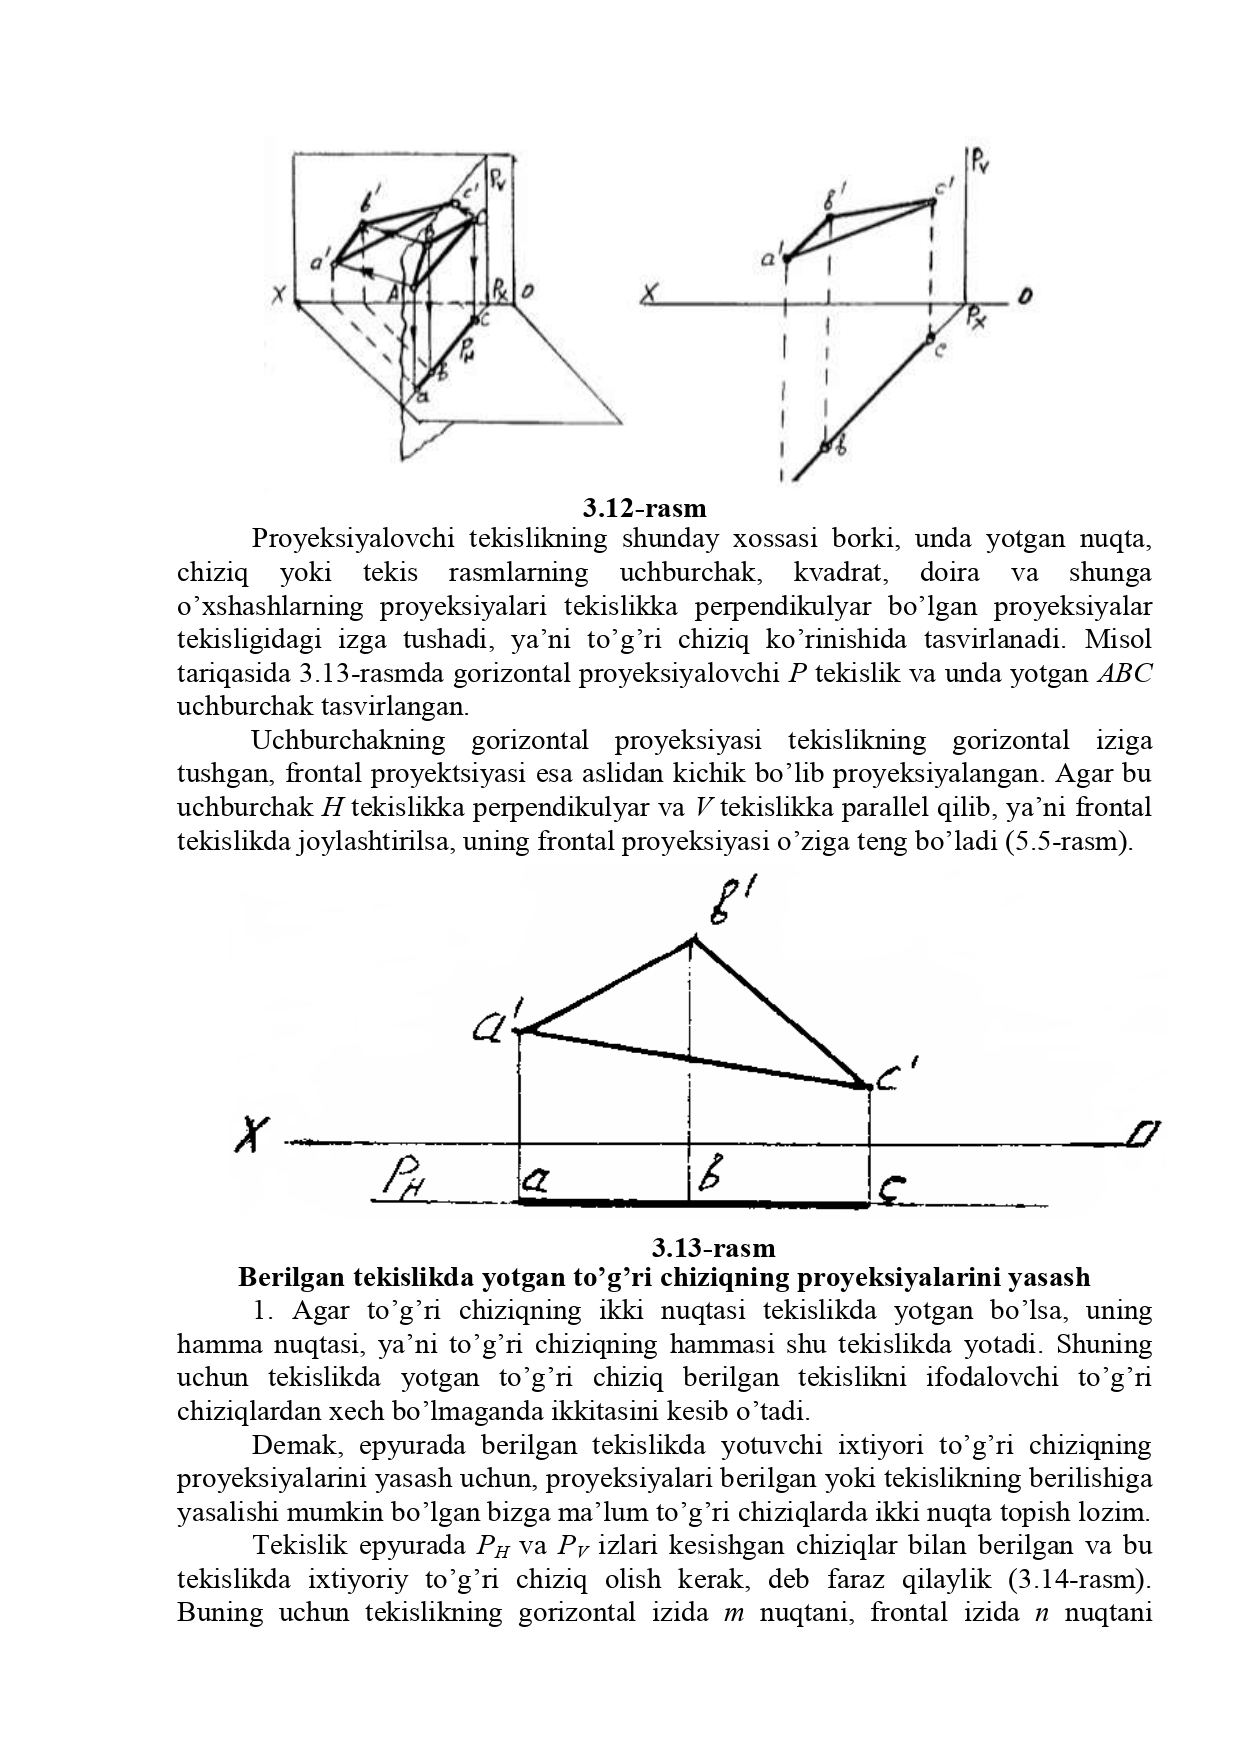 b'
c'
P_V
C
B
a'
A
X
P_X
O
c
P_H
b
a
P_V
b'
c'
a'
X
O
P_X
c
b
3.12-rasm
Proyeksiyalovchi tekislikning shunday xossasi borki, unda yotgan nuqta,
chiziq yoki tekis rasmlarning uchburchak, kvadrat, doira va shunga
o’xshashlarning proyeksiyalari tekislikka perpendikulyar bo’lgan proyeksiyalar
tekisligidagi izga tushadi, ya’ni to’g’ri chiziq ko’rinishida tasvirlanadi. Misol
tariqasida 3.13-rasmda gorizontal proyeksiyalovchi P tekislik va unda yotgan ABC
uchburchak tasvirlangan.
Uchburchakning gorizontal proyeksiyasi tekislikning gorizontal iziga
tushgan, frontal proyektsiyasi esa aslidan kichik bo’lib proyeksiyalangan. Agar bu
uchburchak H tekislikka perpendikulyar va V tekislikka parallel qilib, ya’ni frontal
tekislikda joylashtirilsa, uning frontal proyeksiyasi o’ziga teng bo’ladi (5.5-rasm).
b'
a'
c'
X
O
P_H
a
b
c
3.13-rasm
Berilgan tekislikda yotgan to’g’ri chiziqning proyeksiyalarini yasash
1. Agar to’g’ri chiziqning ikki nuqtasi tekislikda yotgan bo’lsa, uning
hamma nuqtasi, ya’ni to’g’ri chiziqning hammasi shu tekislikda yotadi. Shuning
uchun tekislikda yotgan to’g’ri chiziq berilgan tekislikni ifodalovchi to’g’ri
chiziqlardan xech bo’lmaganda ikkitasini kesib o’tadi.
Demak, epyurada berilgan tekislikda yotuvchi ixtiyori to’g’ri chiziqning
proyeksiyalarini yasash uchun, proyeksiyalari berilgan yoki tekislikning berilishiga
yasalishi mumkin bo’lgan bizga ma’lum to’g’ri chiziqlarda ikki nuqta topish lozim.
Tekislik epyurada P_H va P_V izlari kesishgan chiziqlar bilan berilgan va bu
tekislikda ixtiyoriy to’g’ri chiziq olish kerak, deb faraz qilaylik (3.14-rasm).
Buning uchun tekislikning gorizontal izida m nuqtani, frontal izida n nuqtani